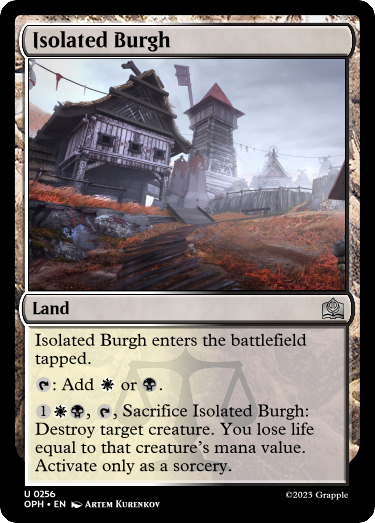 Isolated Burgh
Land
Isolated Burgh enters the battlefield
tapped.
: Add or .
1 , , Sacrifice Isolated Burgh:
Destroy target creature. You lose life
equal to that creature's mana value.
Activate only as a sorcery.
U 0256
OPH • EN Artem Kurenkov
©2023 Grapple